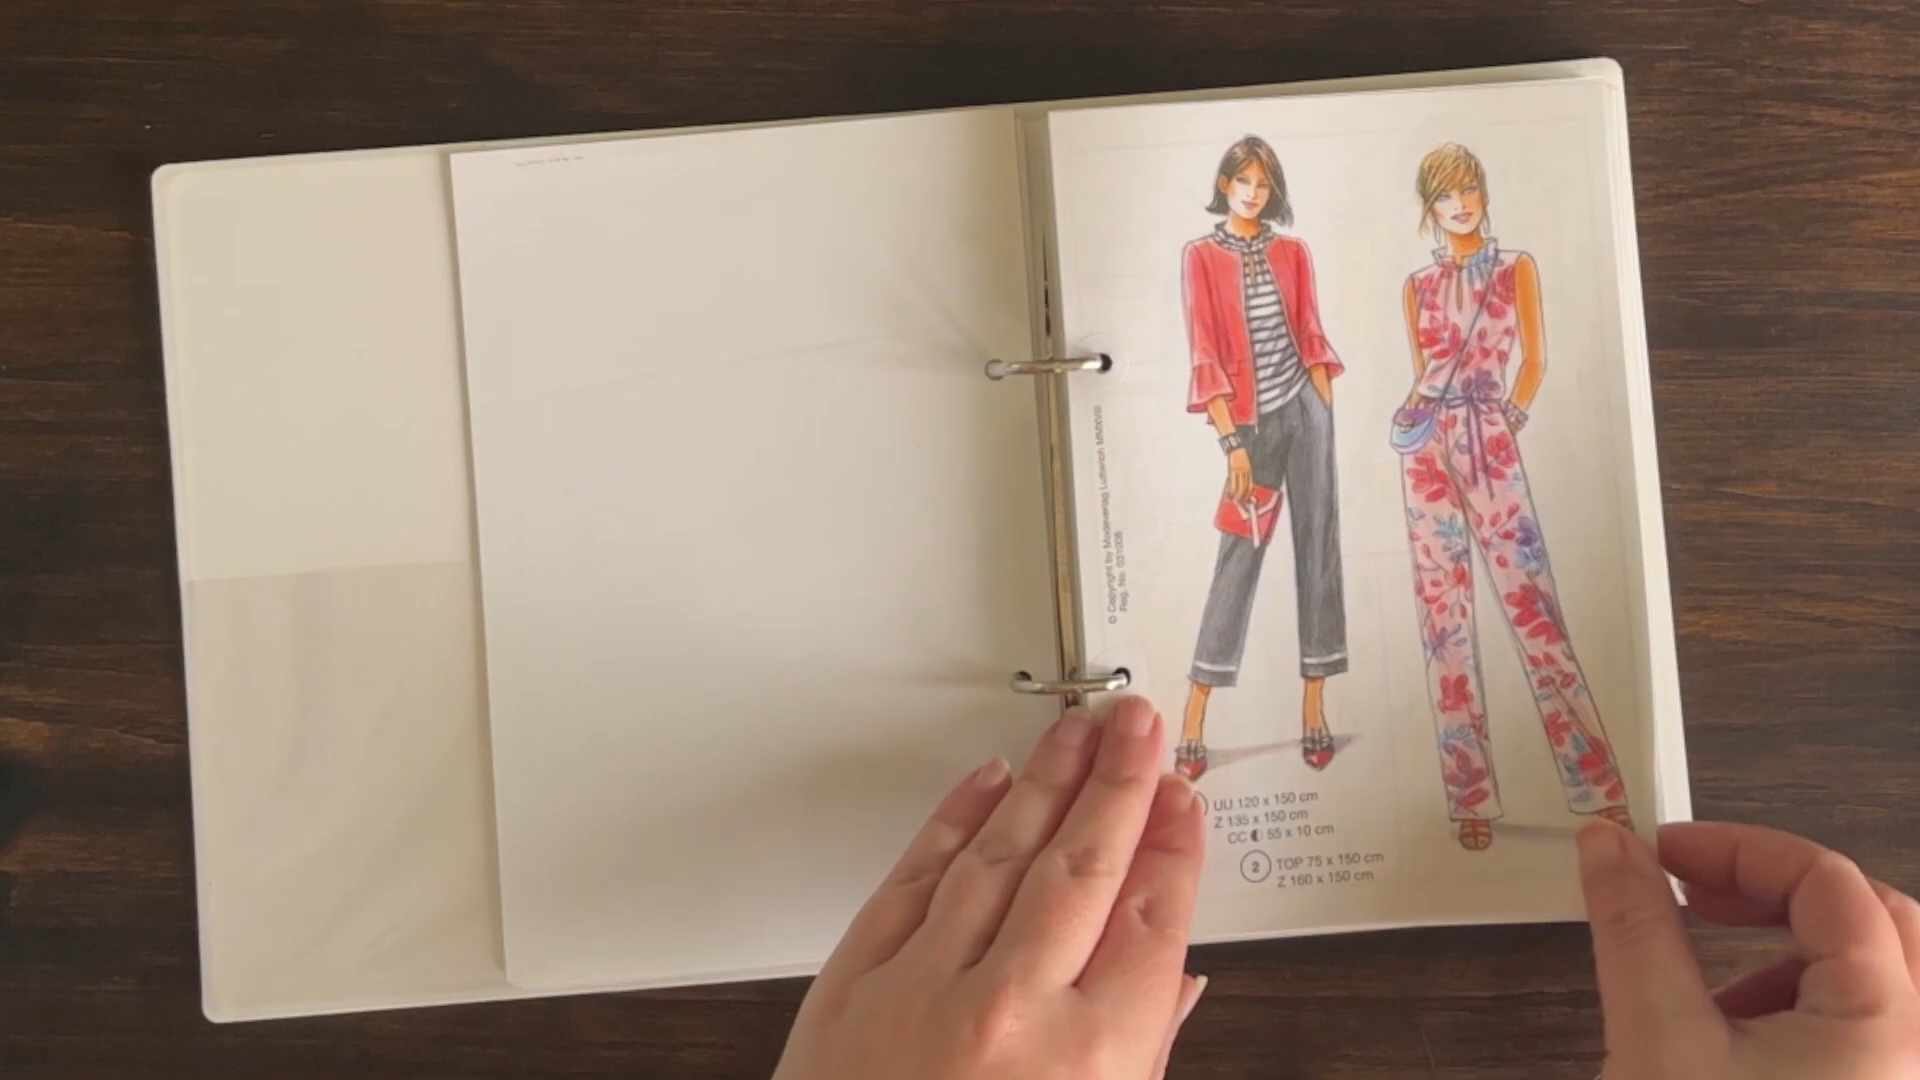 © Copyright by Modeverlag Lutterloh MMXVIII
Reg. No. 031008
UU 120 x 150 cm
Z 135 x 150 cm
CC 55 x 10 cm
2 TOP 75 x 150 cm
Z 160 x 150 cm